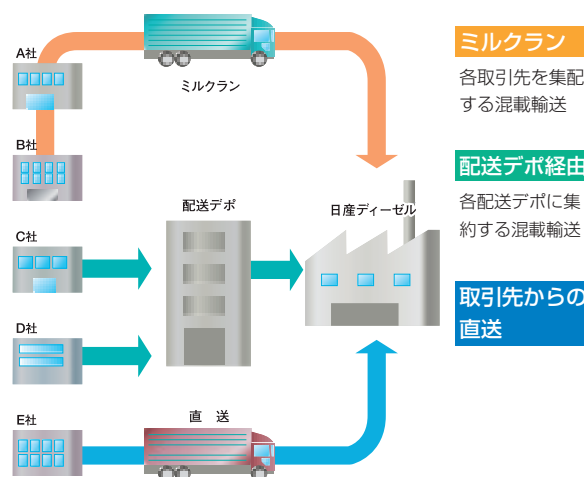 A社
ミルクラン
B社
配送デポ
日産ディーゼル
C社
D社
E社
直 送
ミルクラン
各取引先を集配
する混載輸送
配送デポ経由
各配送デポに集
約する混載輸送
取引先からの
直送